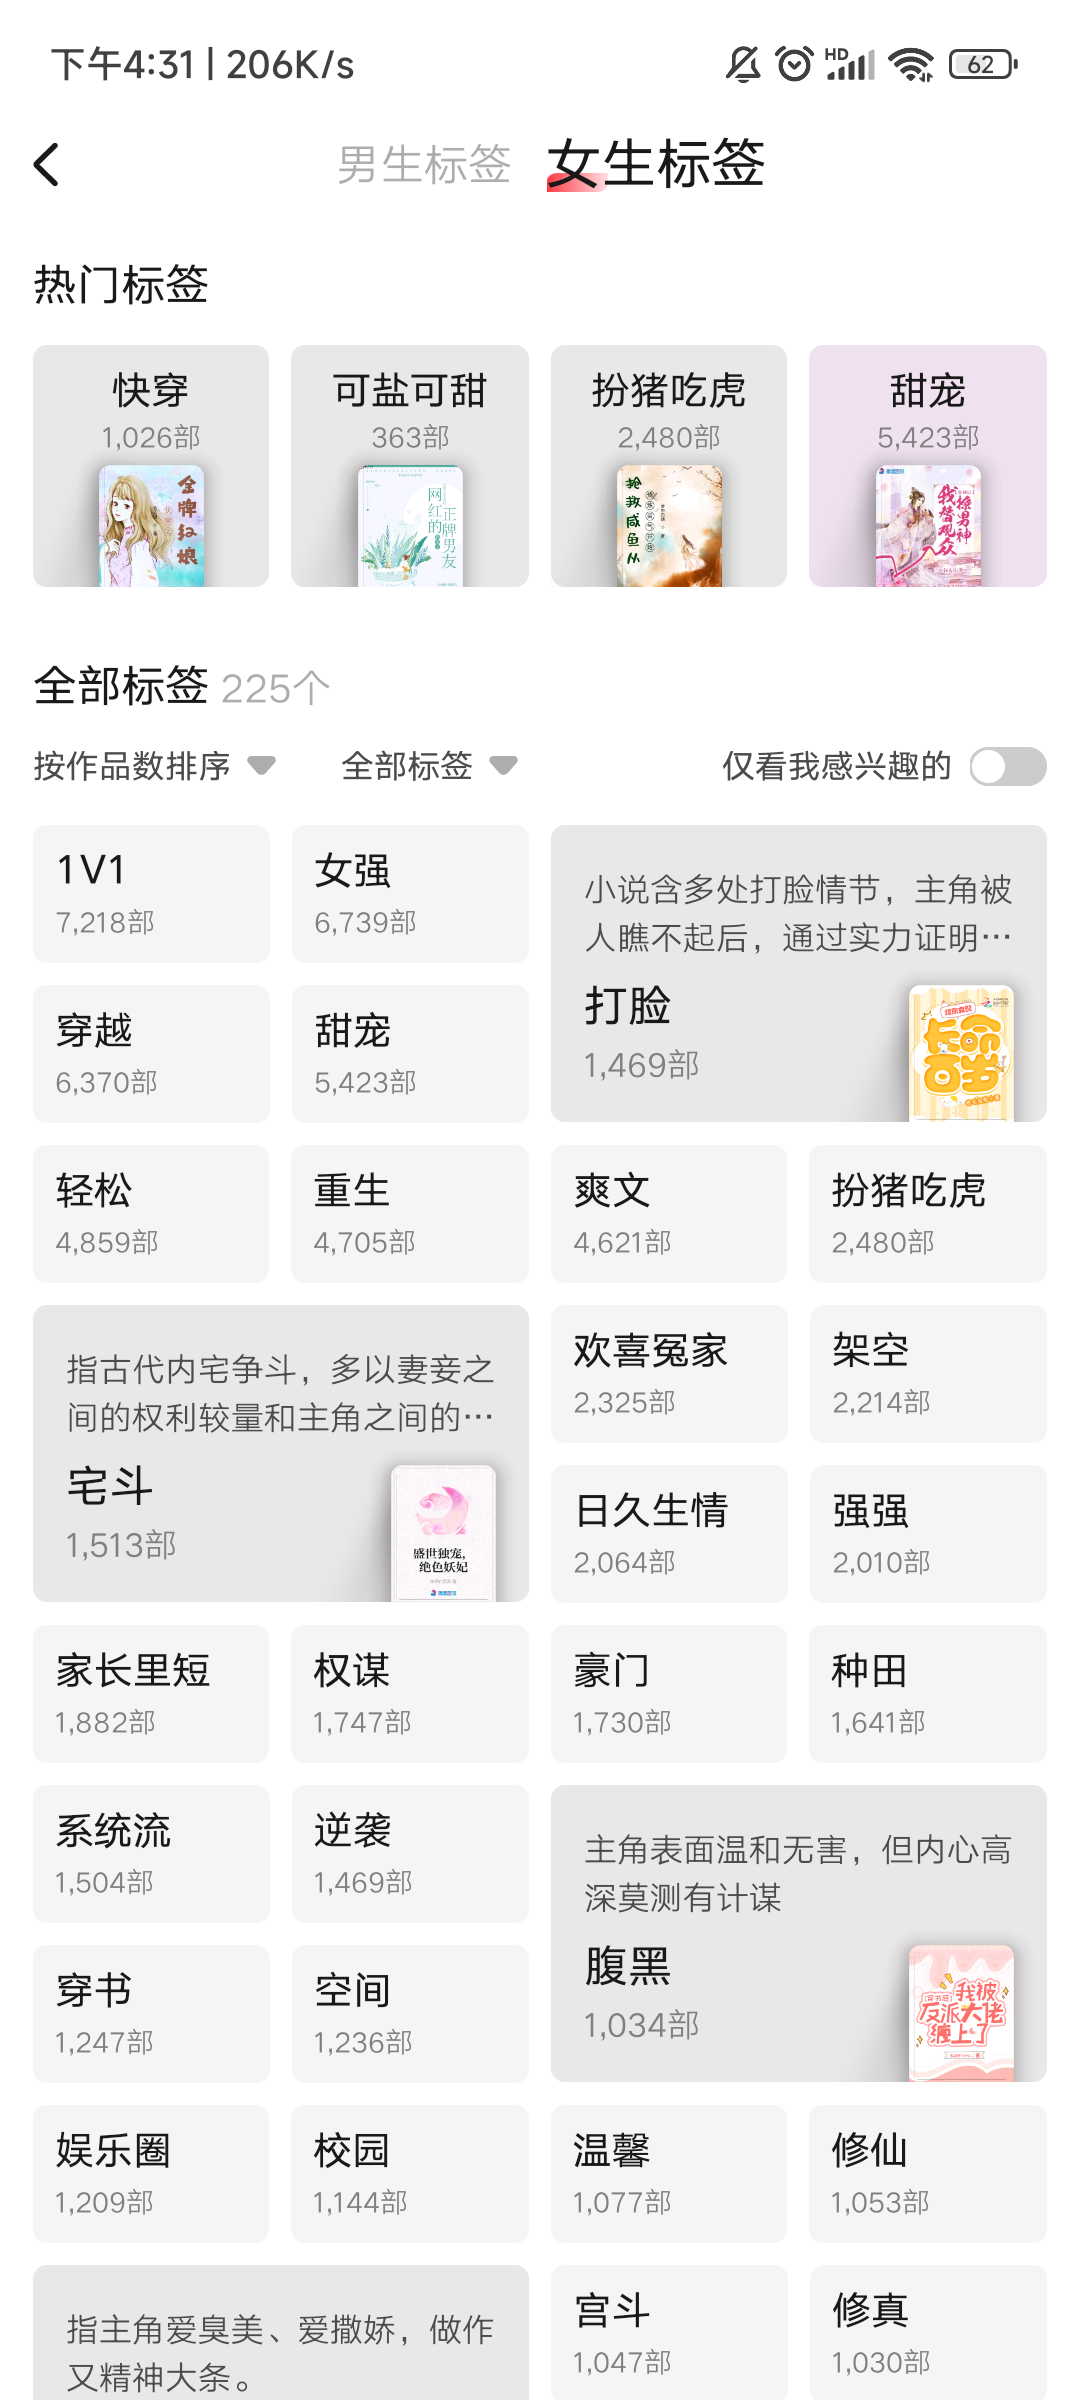 下午4:31 | 206K/s
HD
62
男生标签 女生标签
热门标签
快穿
1,026部
金牌红娘
可盐可甜
363部
网红的
正牌男友
扮猪吃虎
2,480部
抢救咸鱼从
甜宠
5,423部
我替观众
撩男神
全部标签 225个
按作品数排序 全部标签 仅看我感兴趣的
1V1
7,218部
女强
6,739部
小说含多处打脸情节，主角被
人瞧不起后，通过实力证明…
打脸
1,469部
长命百岁
穿越
6,370部
甜宠
5,423部
轻松
4,859部
重生
4,705部
爽文
4,621部
扮猪吃虎
2,480部
指古代内宅争斗，多以妻妾之
间的权利较量和主角之间的…
宅斗
1,513部
盛世独宠，
绝色妖妃
欢喜冤家
2,325部
架空
2,214部
日久生情
2,064部
强强
2,010部
家长里短
1,882部
权谋
1,747部
豪门
1,730部
种田
1,641部
系统流
1,504部
逆袭
1,469部
主角表面温和无害，但内心高
深莫测有计谋
腹黑
1,034部
穿书后
我被
反派大佬
缠上了
穿书
1,247部
空间
1,236部
娱乐圈
1,209部
校园
1,144部
温馨
1,077部
修仙
1,053部
指主角爱臭美、爱撒娇，做作
又精神大条。
宫斗
1,047部
修真
1,030部